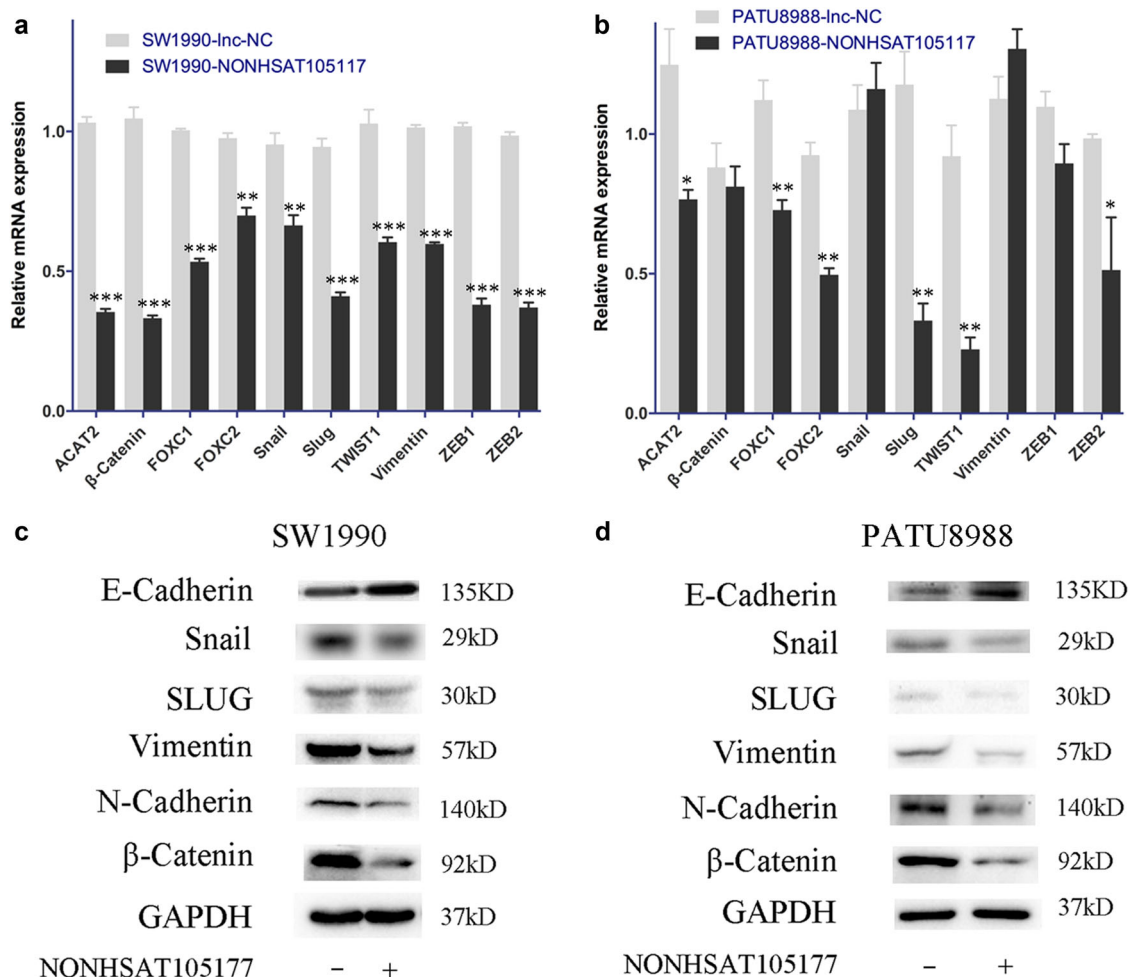 a
SW1990-lnc-NC
SW1990-NONHSAT105117
Relative mRNA expression
1.0
0.5
0.0
***
***
***
**
**
***
***
***
***
***
ACAT2
β-Catenin
FOXC1
FOXC2
Snail
Slug
TWIST1
Vimentin
ZEB1
ZEB2
b
PATU8988-lnc-NC
PATU8988-NONHSAT105117
Relative mRNA expression
1.0
0.5
0.0
*
**
**
**
**
*
ACAT2
β-Catenin
FOXC1
FOXC2
Snail
Slug
TWIST1
Vimentin
ZEB1
ZEB2
c
SW1990
E-Cadherin 135KD
Snail 29kD
SLUG 30kD
Vimentin 57kD
N-Cadherin 140kD
β-Catenin 92kD
GAPDH 37kD
NONHSAT105177 − +
d
PATU8988
E-Cadherin 135KD
Snail 29kD
SLUG 30kD
Vimentin 57kD
N-Cadherin 140kD
β-Catenin 92kD
GAPDH 37kD
NONHSAT105177 − +